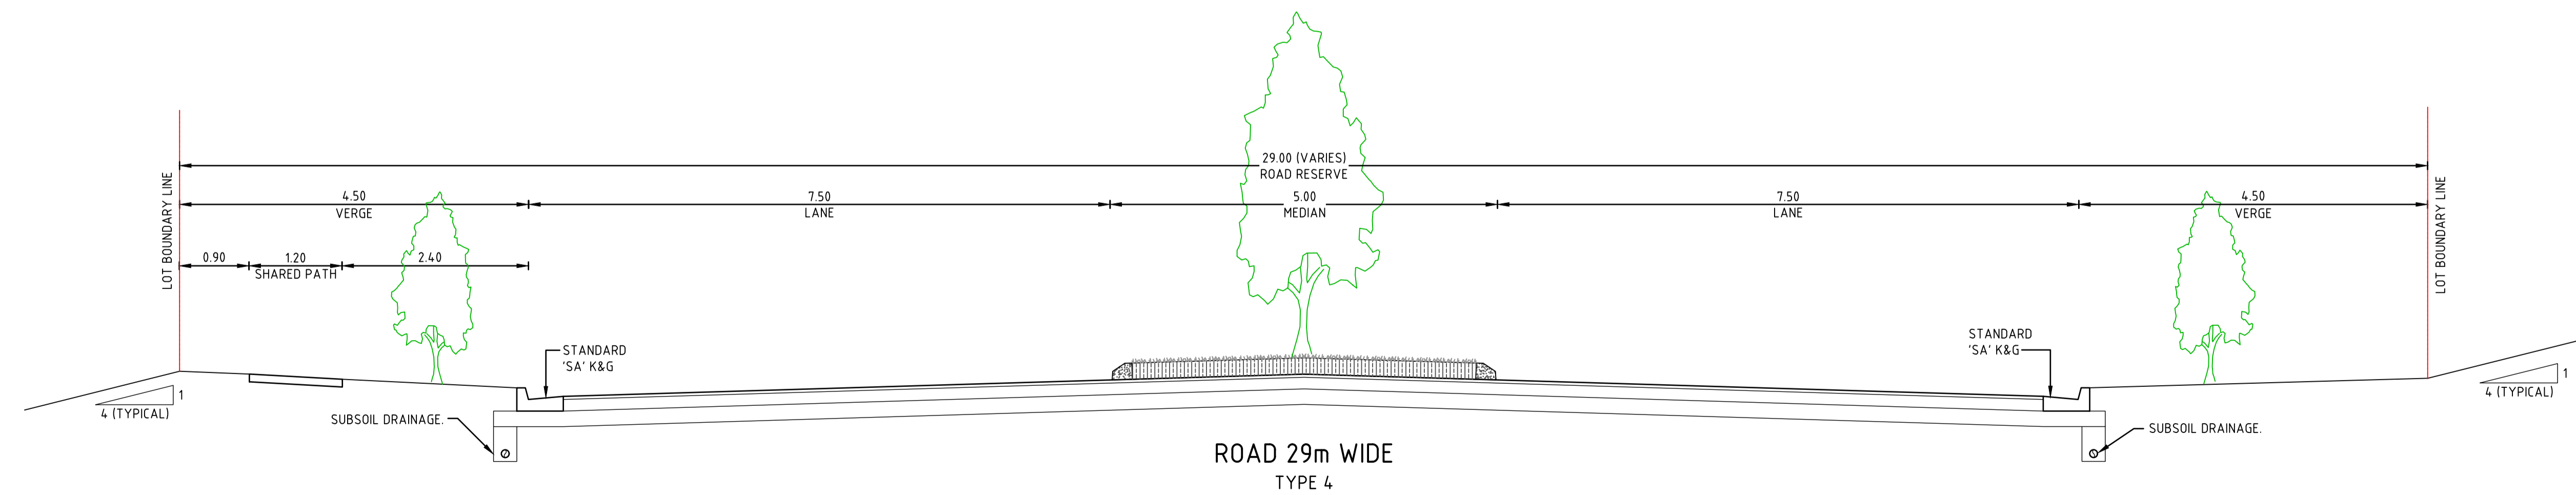 29.00 (VARIES)
ROAD RESERVE
LOT BOUNDARY LINE
4.50
VERGE
7.50
LANE
5.00
MEDIAN
7.50
LANE
4.50
VERGE
LOT BOUNDARY LINE
0.90
1.20
SHARED PATH
2.40
STANDARD
'SA' K&G
STANDARD
'SA' K&G
1
4 (TYPICAL)
1
4 (TYPICAL)
SUBSOIL DRAINAGE.
SUBSOIL DRAINAGE.
ROAD 29m WIDE
TYPE 4